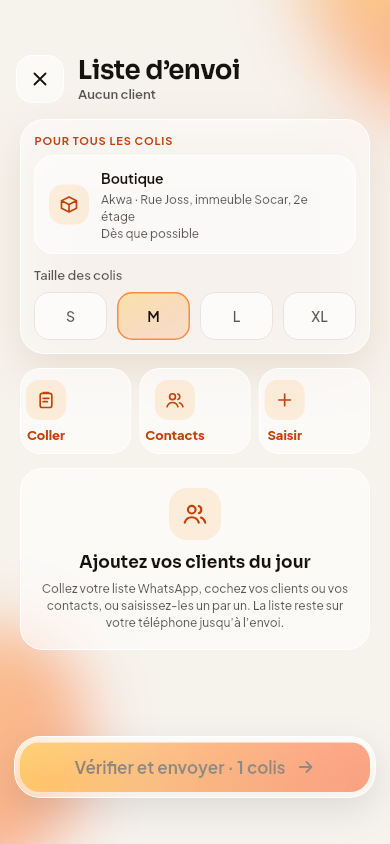 Liste d’envoi
Aucun client
POUR TOUS LES COLIS
Boutique
Akwa · Rue Joss, immeuble Socar, 2e
étage
Dès que possible
Taille des colis
S M L XL
Coller Contacts Saisir
Ajoutez vos clients du jour
Collez votre liste WhatsApp, cochez vos clients ou vos
contacts, ou saisissez-les un par un. La liste reste sur
votre téléphone jusqu’à l’envoi.
Vérifier et envoyer · 1 colis →